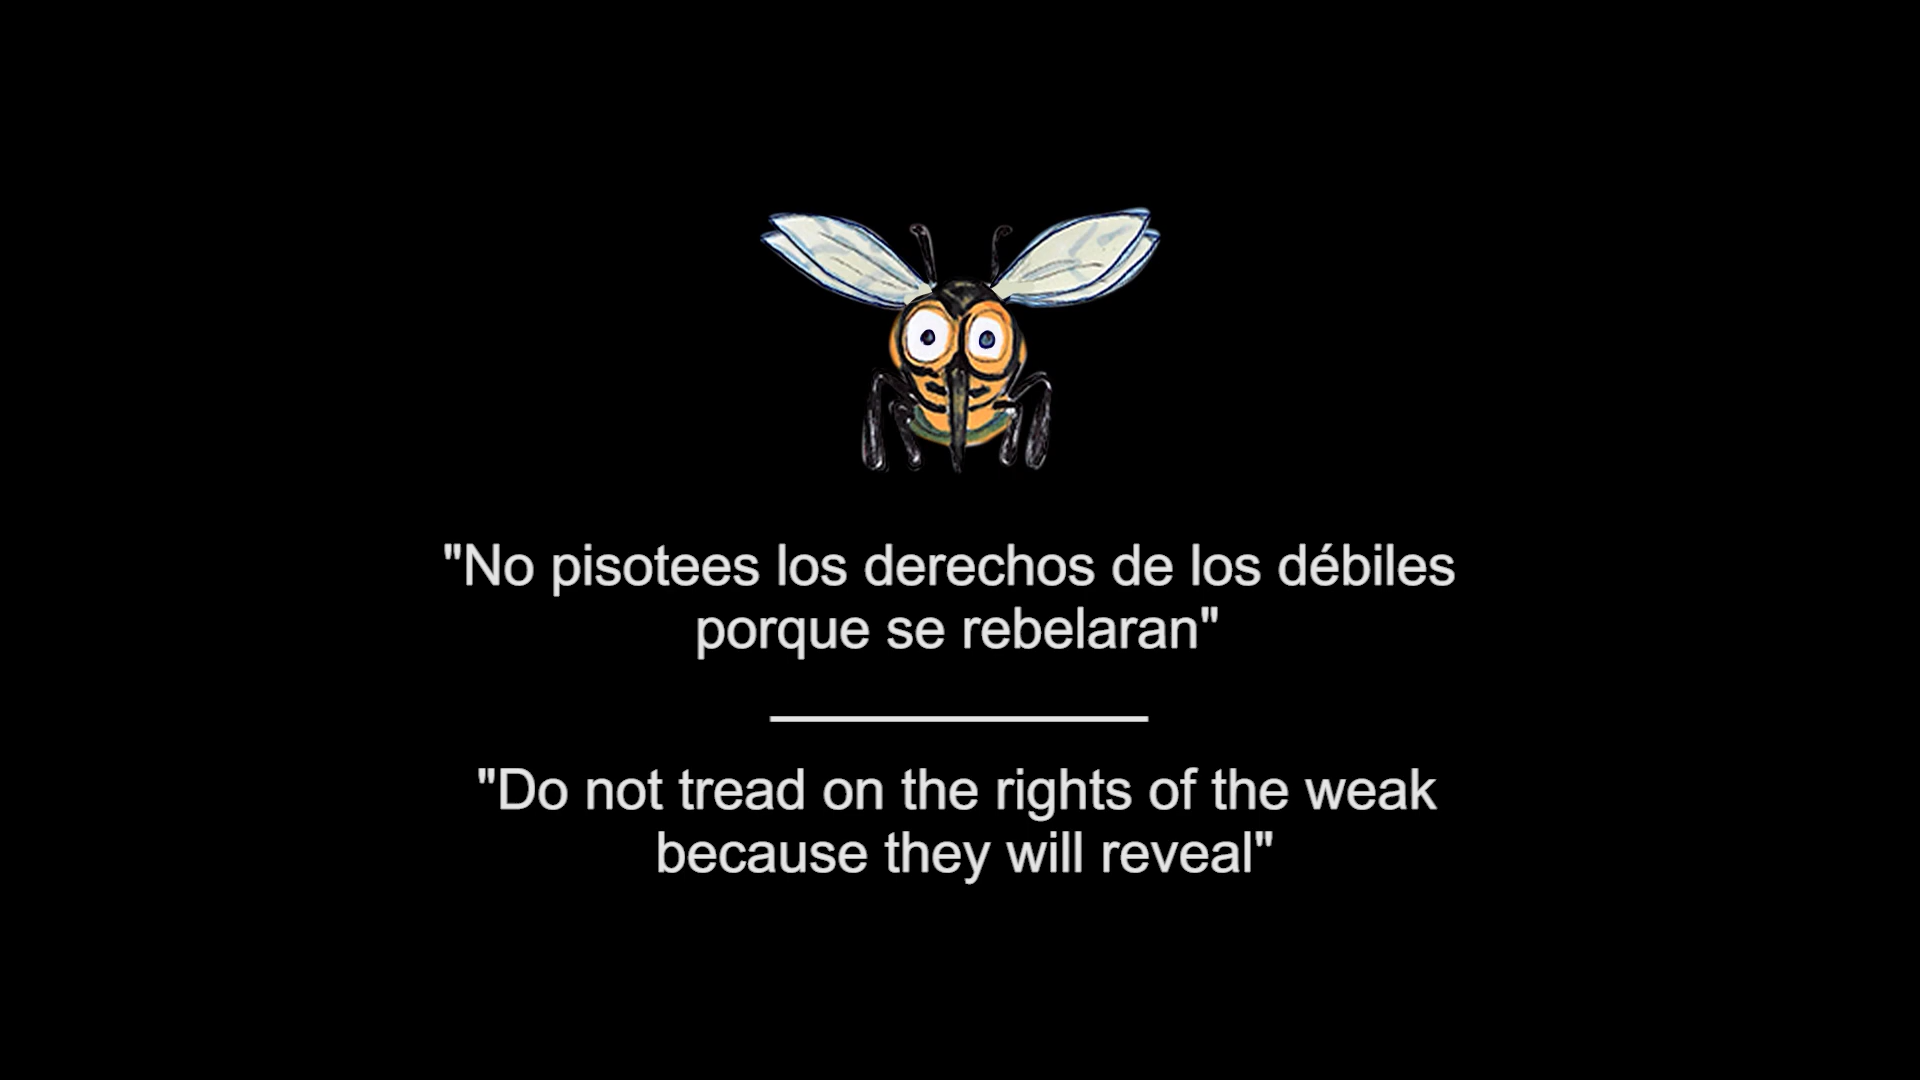 "No pisotees los derechos de los débiles
porque se rebelaran"
"Do not tread on the rights of the weak
because they will reveal"